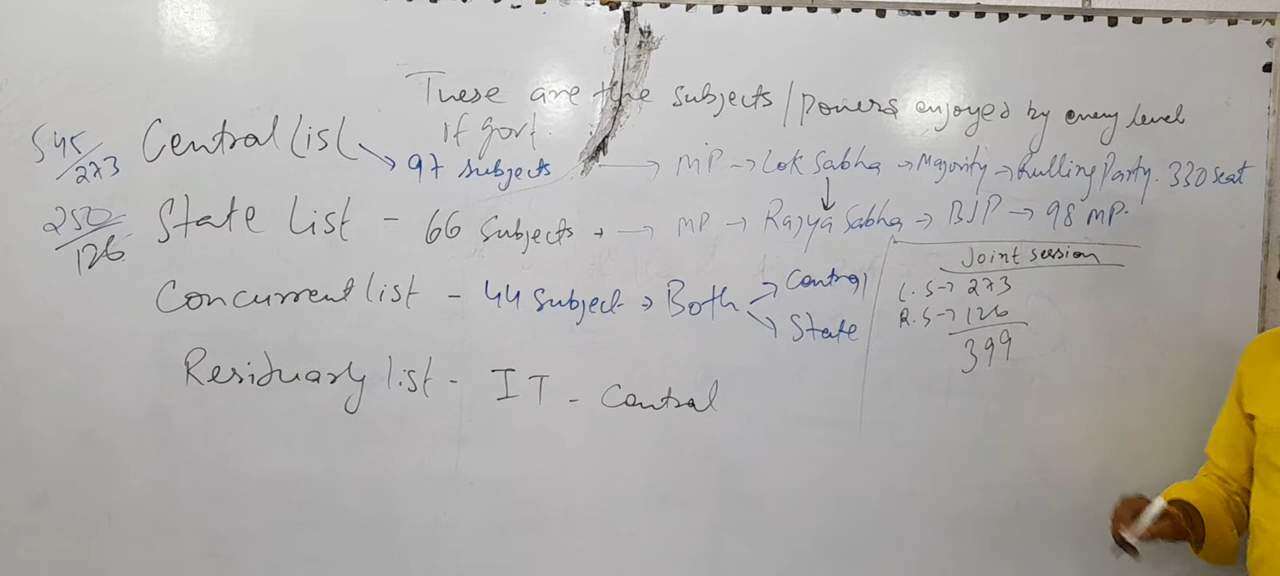 These are the subjects / powers enjoyed by every level
if govt.
545/273 Central list → 97 subjects → MP → Lok Sabha → Majority → Rulling Party. 330 seat
250/126 State list - 66 subjects → MP → Rajya Sabha → BJP → 98 MP.
Joint session
Concurrent list - 44 subject → Both → Central
→ State
L.S → 273
R.S → 126
399
Residuary list - IT - Central